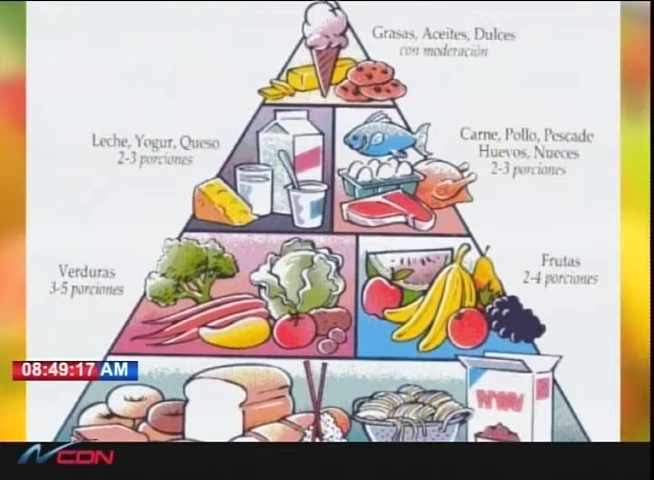 Grasas, Aceites, Dulces
con moderación
Leche, Yogur, Queso
2-3 porciones
Carne, Pollo, Pescado
Huevos, Nueces
2-3 porciones
Verduras
3-5 porciones
Frutas
2-4 porciones
08:49:17 AM
CDN